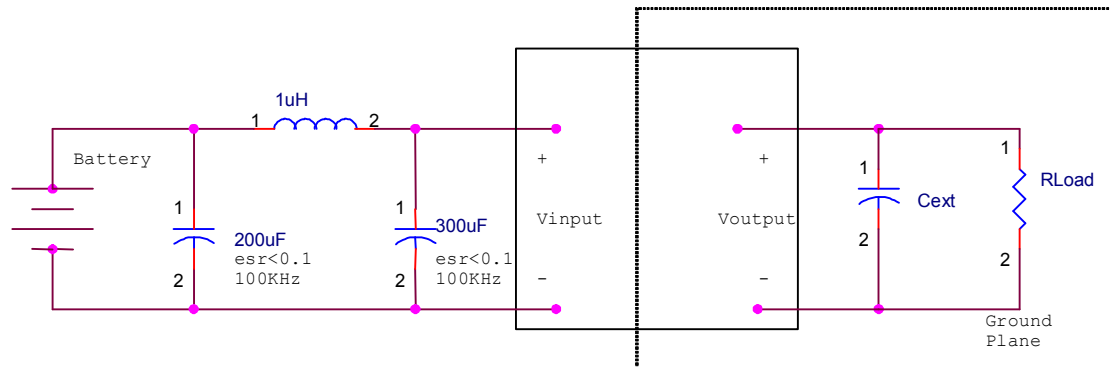 1uH
1
2
Battery
+
+
1
1
1
1
RLoad
Vinput
Voutput
Cext
200uF
300uF
esr<0.1
esr<0.1
2
2
100KHz
100KHz
2
2
-
-
Ground
Plane